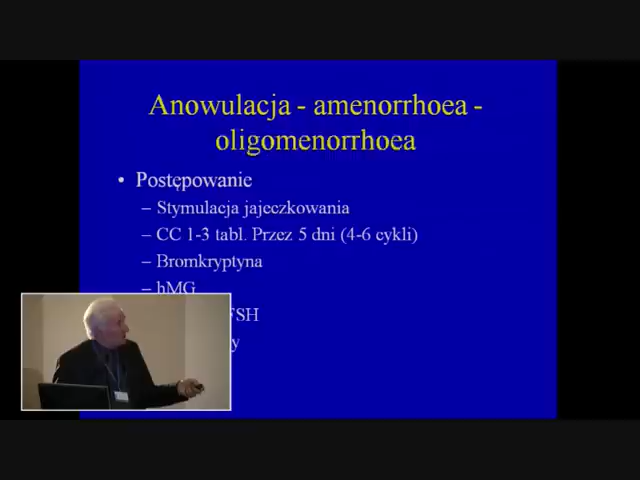 Anowulacja - amenorrhoea -
oligomenorrhoea
• Postępowanie
– Stymulacja jajeczkowania
– CC 1-3 tabl. Przez 5 dni (4-6 cykli)
– Bromkryptyna
– hMG
FSH
y